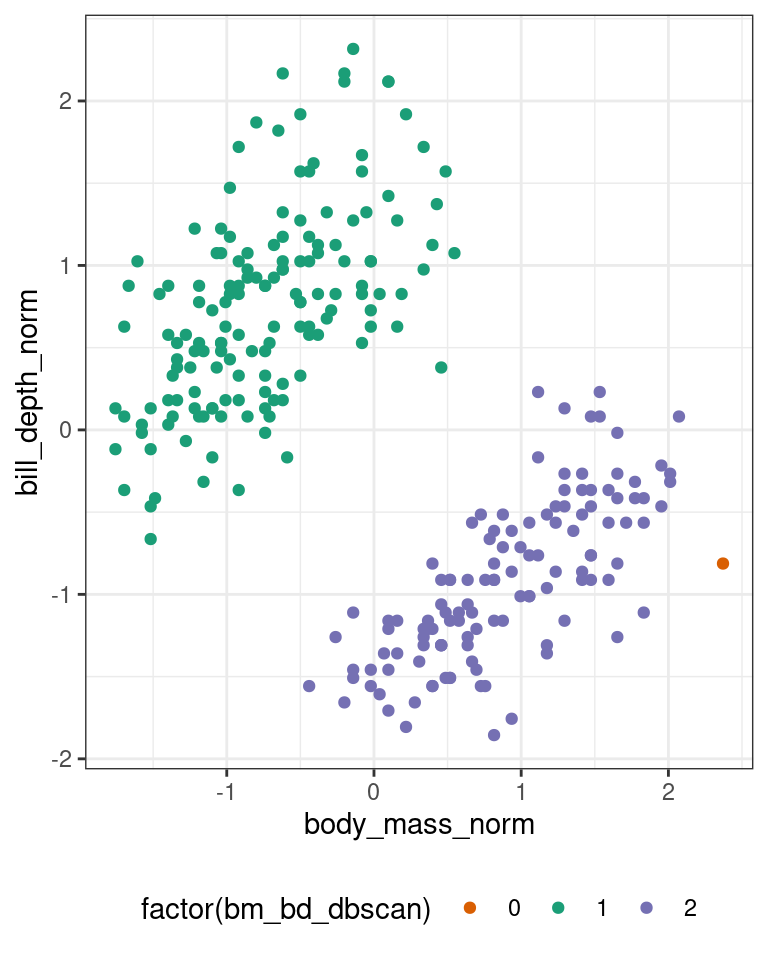 2
1
0
-1
-2
bill_depth_norm
-1 0 1 2
body_mass_norm
factor(bm_bd_dbscan) 0 1 2